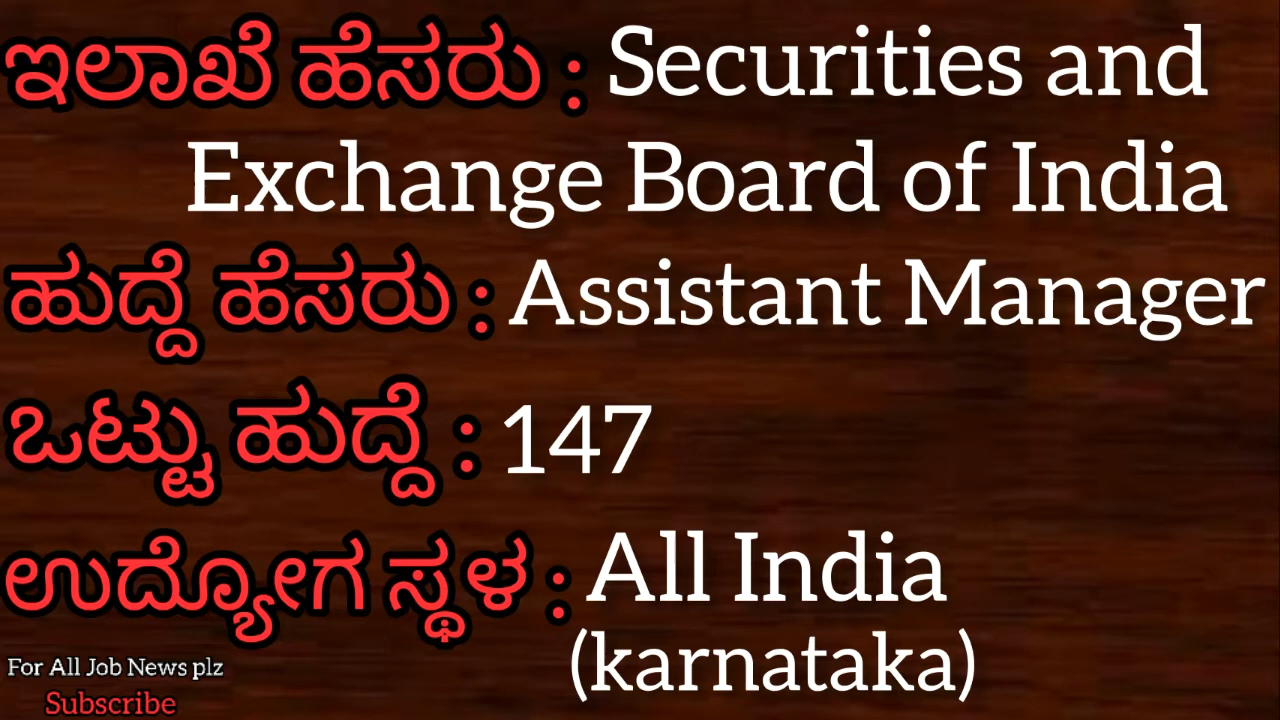 ಇಲಾಖೆ ಹೆಸರು : Securities and
Exchange Board of India
ಹುದ್ದೆ ಹೆಸರು : Assistant Manager
ಒಟ್ಟು ಹುದ್ದೆ : 147
ಉದ್ಯೋಗ ಸ್ಥಳ : All India
(karnataka)
For All Job News plz
Subscribe